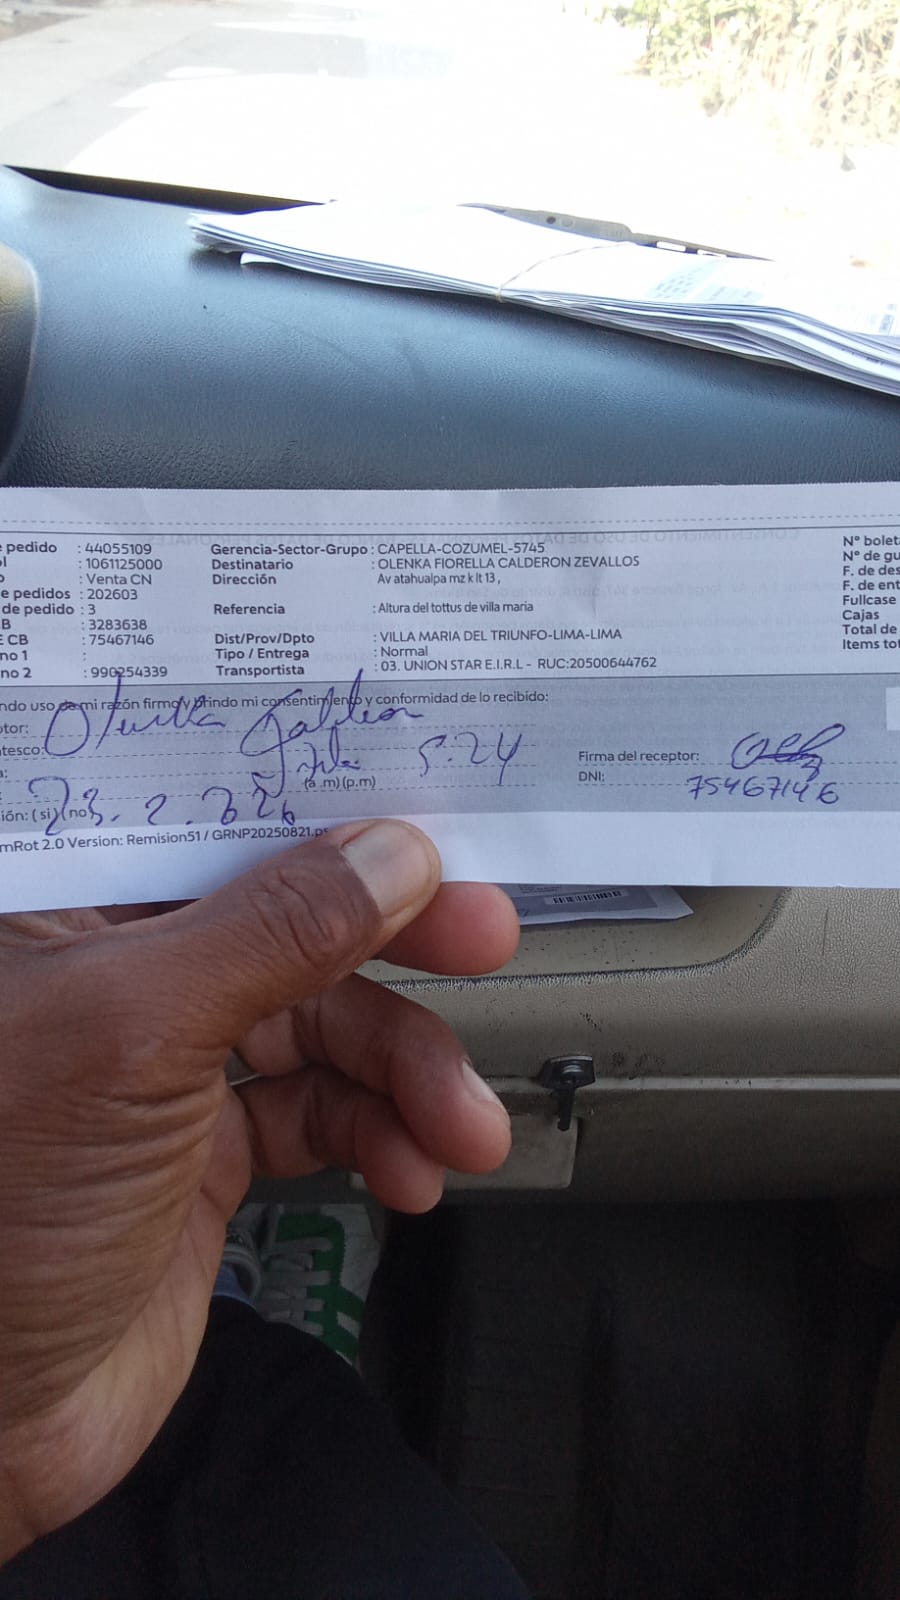 e pedido : 44055109 Gerencia-Sector-Grupo : CAPELLA-COZUMEL-5745 Nº bolet
l : 1061125000 Destinatario : OLENKA FIORELLA CALDERON ZEVALLOS Nº de gu
o : Venta CN Dirección Av atahualpa mz k lt 13 , F. de des
e pedidos : 202603 F. de ent
de pedido : 3 Referencia : Altura del tottus de villa maria Fullcase
B : 3283638 Cajas
E CB : 75467146 Dist/Prov/Dpto : VILLA MARIA DEL TRIUNFO-LIMA-LIMA Total de
no 1 : Tipo / Entrega : Normal Items tot
no 2 : 990254339 Transportista : 03. UNION STAR E.I.R.L - RUC:20500644762
ndo uso de mi razón firmo y brindo mi consentimiento y conformidad de lo recibido:
tor: Calderon
tesco: 5:24 Firma del receptor:
a: (a .m) (p.m) DNI: 75467146
ión: ( si) (no) 23. 2. 2026
mRot 2.0 Version: Remision51 / GRNP20250821.ps